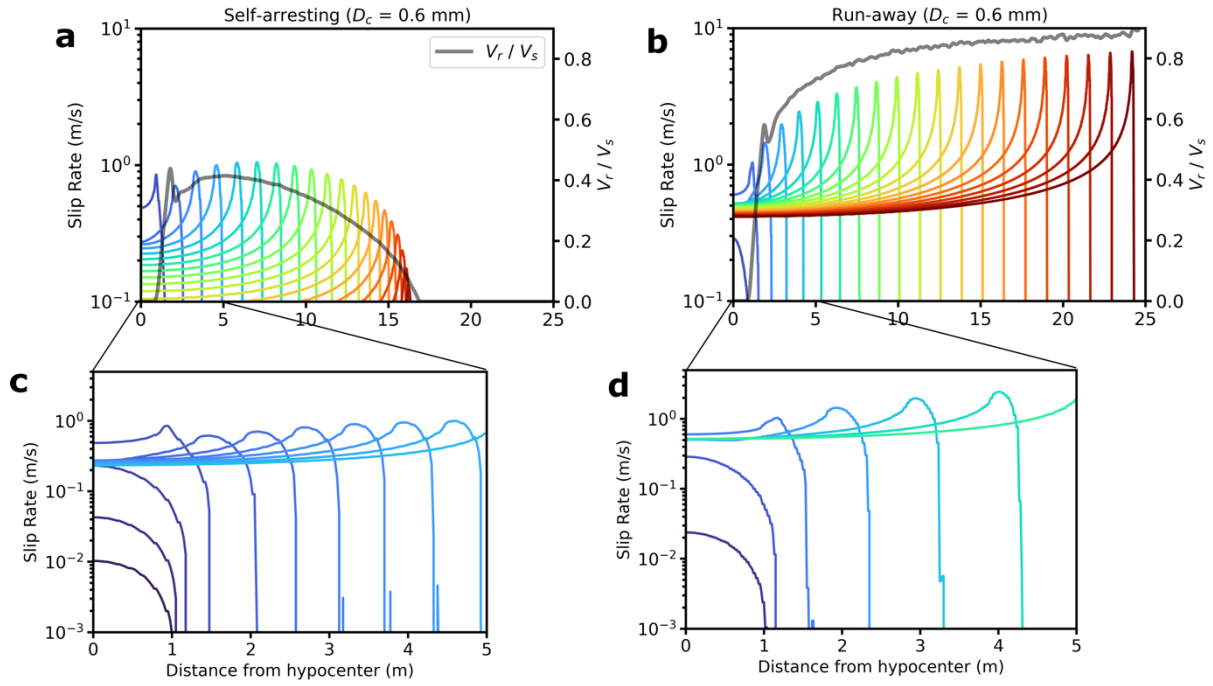 Self-arresting (D_c = 0.6 mm)
Run-away (D_c = 0.6 mm)
a
b
V_r / V_s
10^1
10^0
10^-1
Slip Rate (m/s)
0.8
0.6
0.4
0.2
0.0
V_r / V_s
0 5 10 15 20 25
10^1
10^0
10^-1
Slip Rate (m/s)
0.8
0.6
0.4
0.2
0.0
V_r / V_s
0 5 10 15 20 25
c
d
10^0
10^-1
10^-2
10^-3
Slip Rate (m/s)
0 1 2 3 4 5
Distance from hypocenter (m)
10^0
10^-1
10^-2
10^-3
Slip Rate (m/s)
0 1 2 3 4 5
Distance from hypocenter (m)